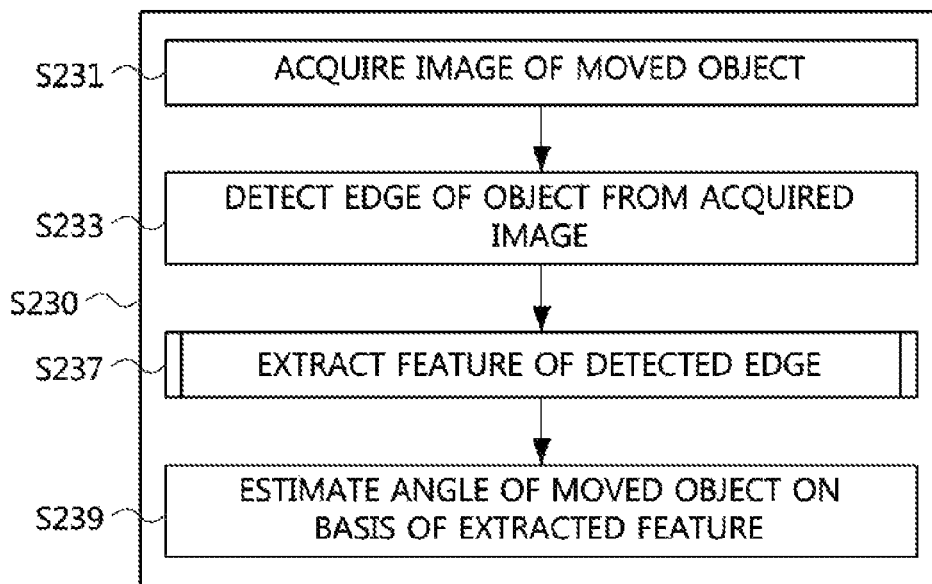 S231
ACQUIRE IMAGE OF MOVED OBJECT
S233
DETECT EDGE OF OBJECT FROM ACQUIRED
IMAGE
S230
S237
EXTRACT FEATURE OF DETECTED EDGE
S239
ESTIMATE ANGLE OF MOVED OBJECT ON
BASIS OF EXTRACTED FEATURE